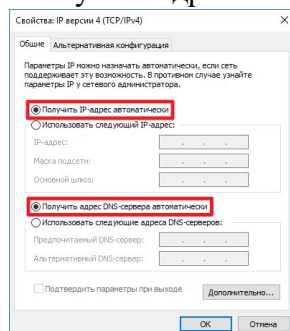 Свойства: IP версии 4 (TCP/IPv4)
Общие Альтернативная конфигурация
Параметры IP можно назначать автоматически, если сеть
поддерживает эту возможность. В противном случае узнайте
параметры IP у сетевого администратора.
Получить IP-адрес автоматически
Использовать следующий IP-адрес:
IP-адрес:
Маска подсети:
Основной шлюз:
Получить адрес DNS-сервера автоматически
Использовать следующие адреса DNS-серверов:
Предпочитаемый DNS-сервер:
Альтернативный DNS-сервер:
Подтвердить параметры при выходе
Дополнительно...
OK Отмена